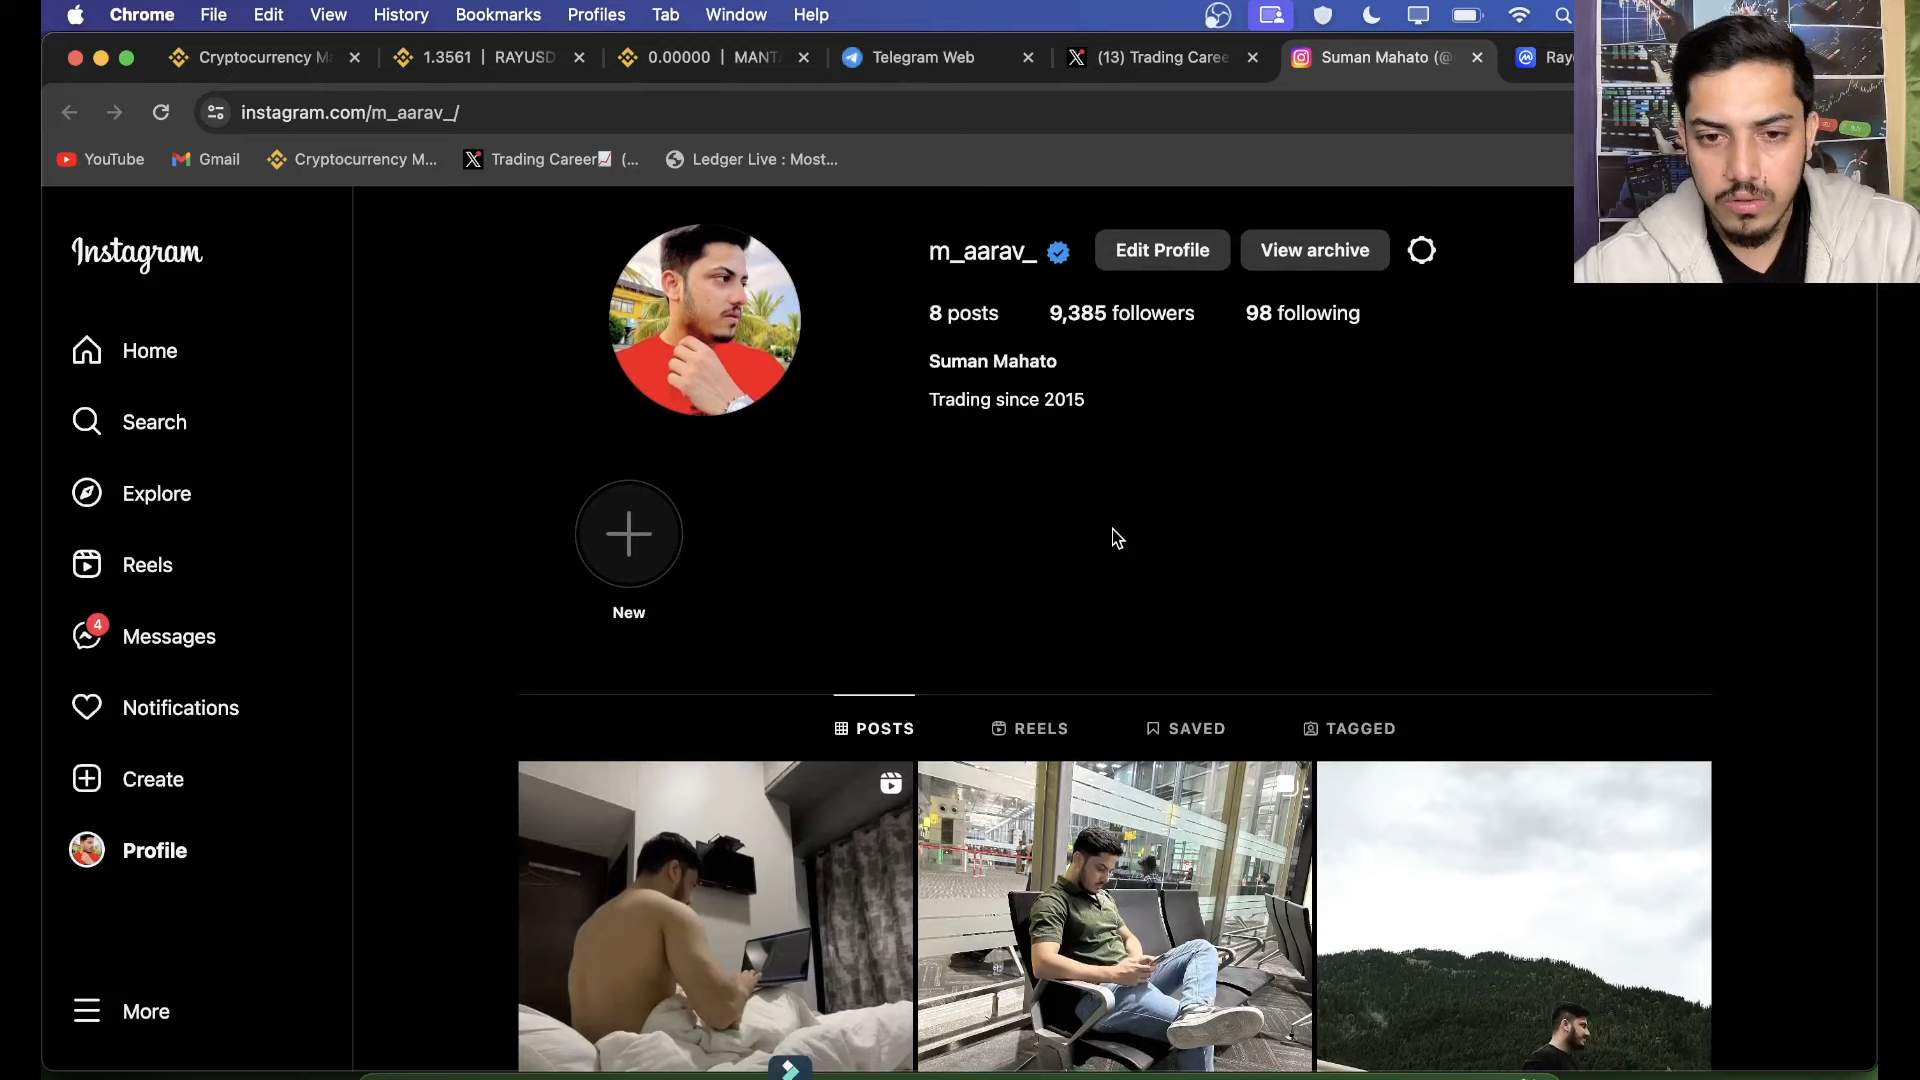 Chrome File Edit View History Bookmarks Profiles Tab Window Help
Cryptocurrency M 1.3561 | RAYUSD 0.00000 | MANTA Telegram Web (13) Trading Caree Suman Mahato (@ Ray
instagram.com/m_aarav_/
YouTube Gmail Cryptocurrency M... Trading Career📈 (... Ledger Live : Most...
Instagram
Home
Search
Explore
Reels
4
Messages
Notifications
Create
Profile
More
m_aarav_ Edit Profile View archive
8 posts 9,385 followers 98 following
Suman Mahato
Trading since 2015
New
POSTS REELS SAVED TAGGED